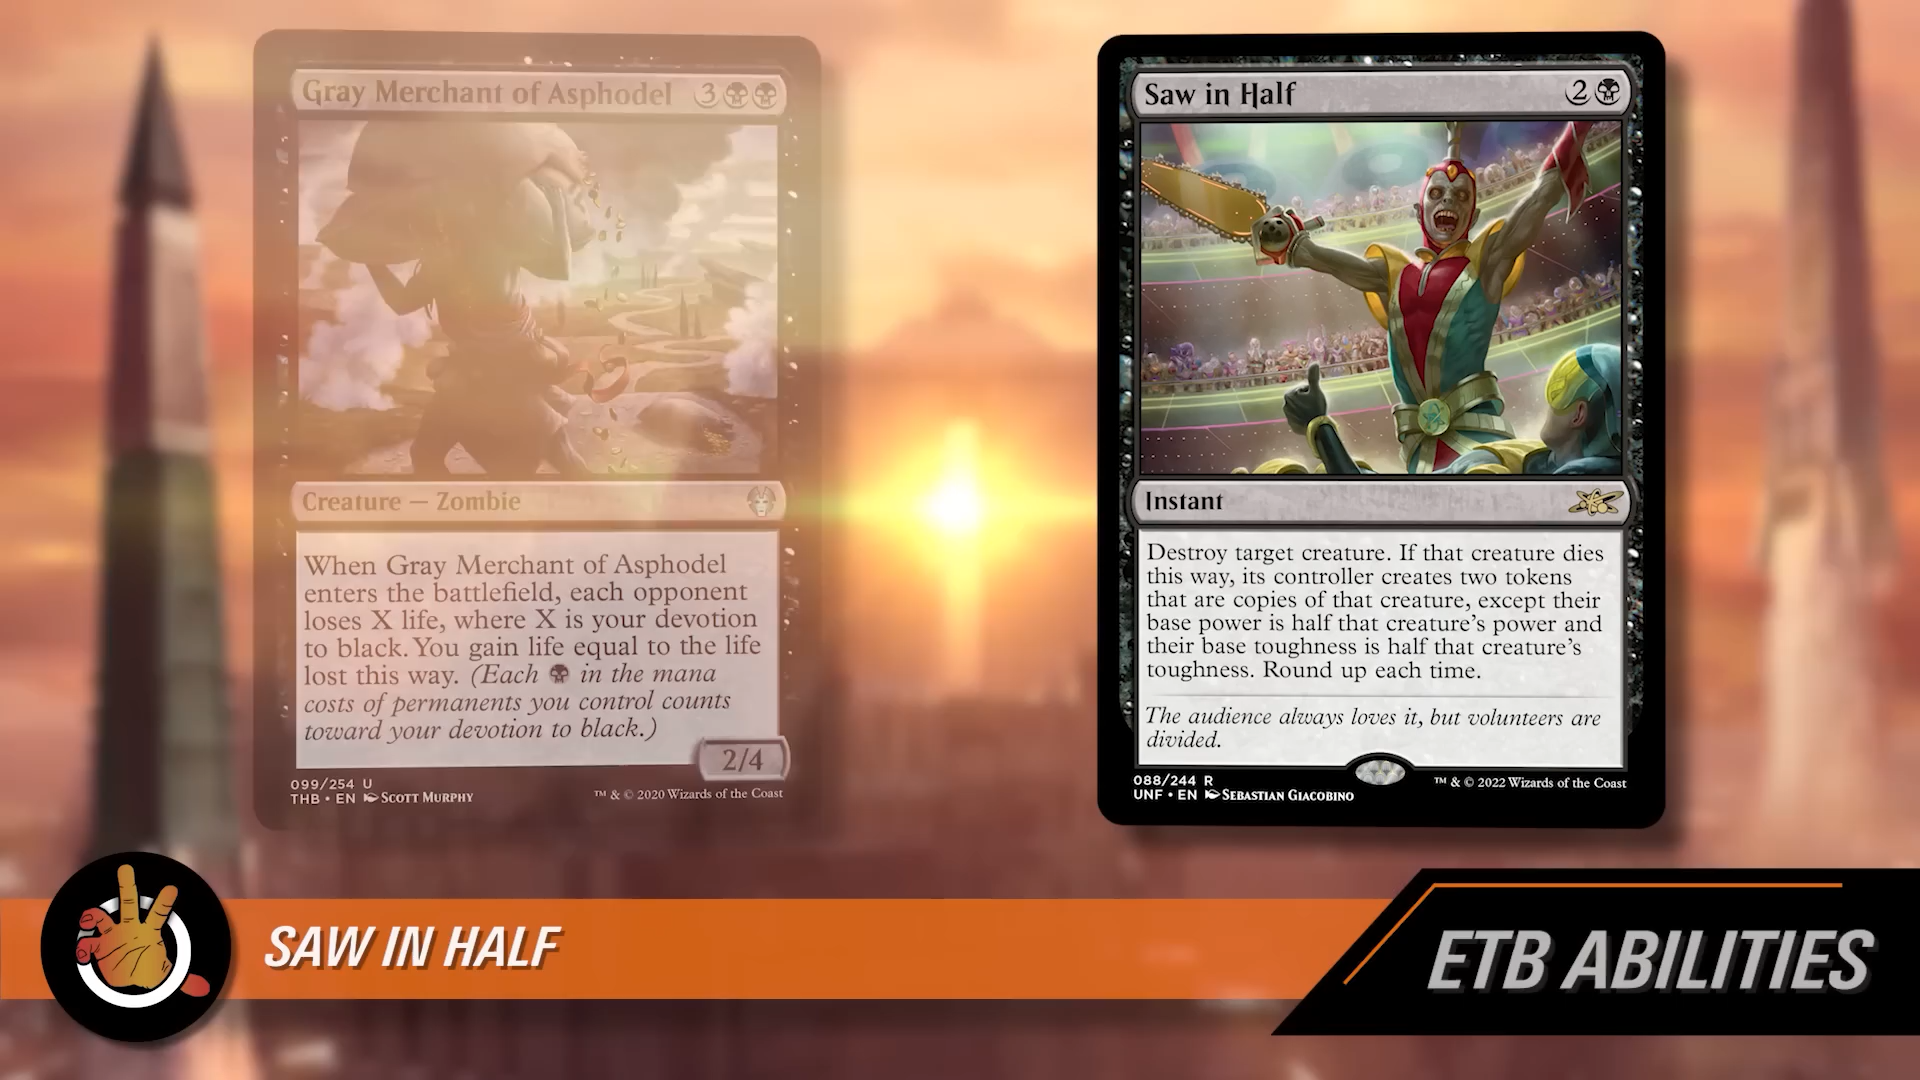 Gray Merchant of Asphodel 3
Creature — Zombie
When Gray Merchant of Asphodel
enters the battlefield, each opponent
loses X life, where X is your devotion
to black. You gain life equal to the life
lost this way. (Each in the mana
costs of permanents you control counts
toward your devotion to black.)
2/4
099/254 U
THB • EN Scott Murphy
™ & © 2020 Wizards of the Coast
Saw in Half 2
Instant
Destroy target creature. If that creature dies
this way, its controller creates two tokens
that are copies of that creature, except their
base power is half that creature's power and
their base toughness is half that creature's
toughness. Round up each time.
The audience always loves it, but volunteers are
divided.
088/244 R
UNF • EN Sebastian Giacobino
™ & © 2022 Wizards of the Coast
SAW IN HALF
ETB ABILITIES